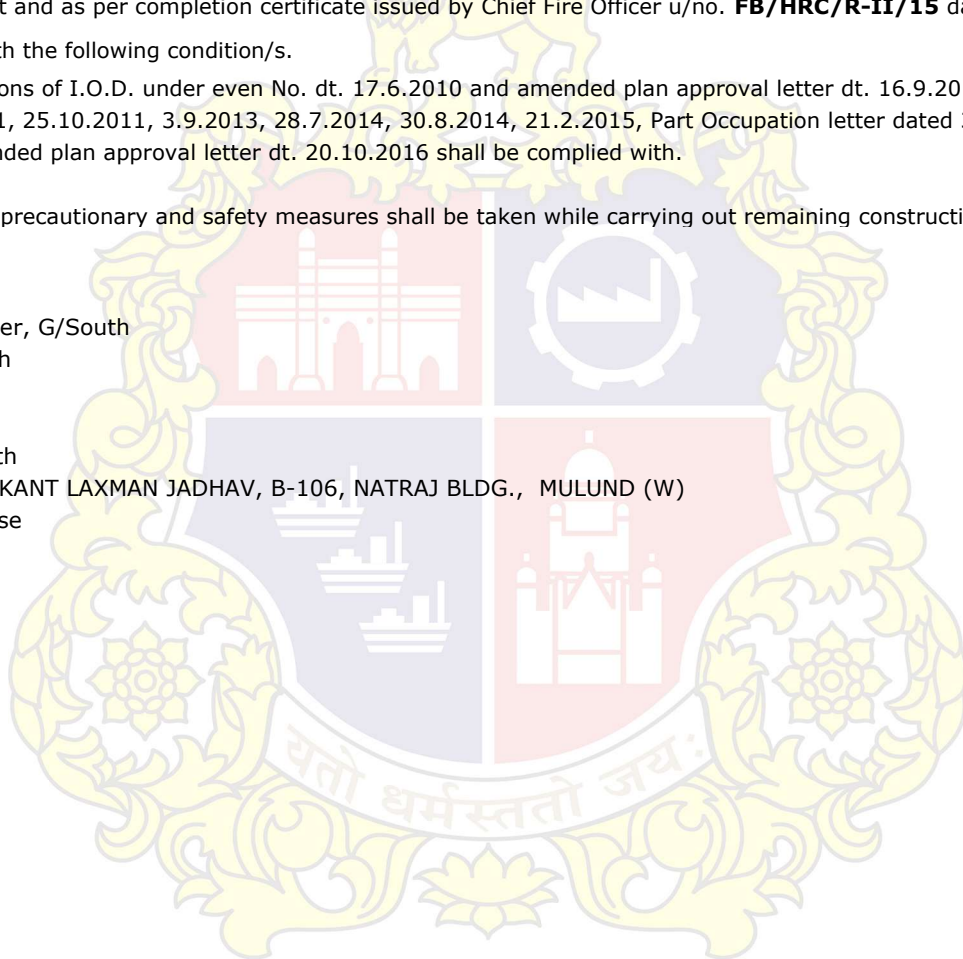 t and as per completion certificate issued by Chief Fire Officer u/no. FB/HRC/R-II/15 da
th the following condition/s.
ons of I.O.D. under even No. dt. 17.6.2010 and amended plan approval letter dt. 16.9.20
1, 25.10.2011, 3.9.2013, 28.7.2014, 30.8.2014, 21.2.2015, Part Occupation letter dated 3
nded plan approval letter dt. 20.10.2016 shall be complied with.
precautionary and safety measures shall be taken while carrying out remaining constructi
er, G/South
h
th
KANT LAXMAN JADHAV, B-106, NATRAJ BLDG., MULUND (W)
se
यतो धर्मस्ततो जय: